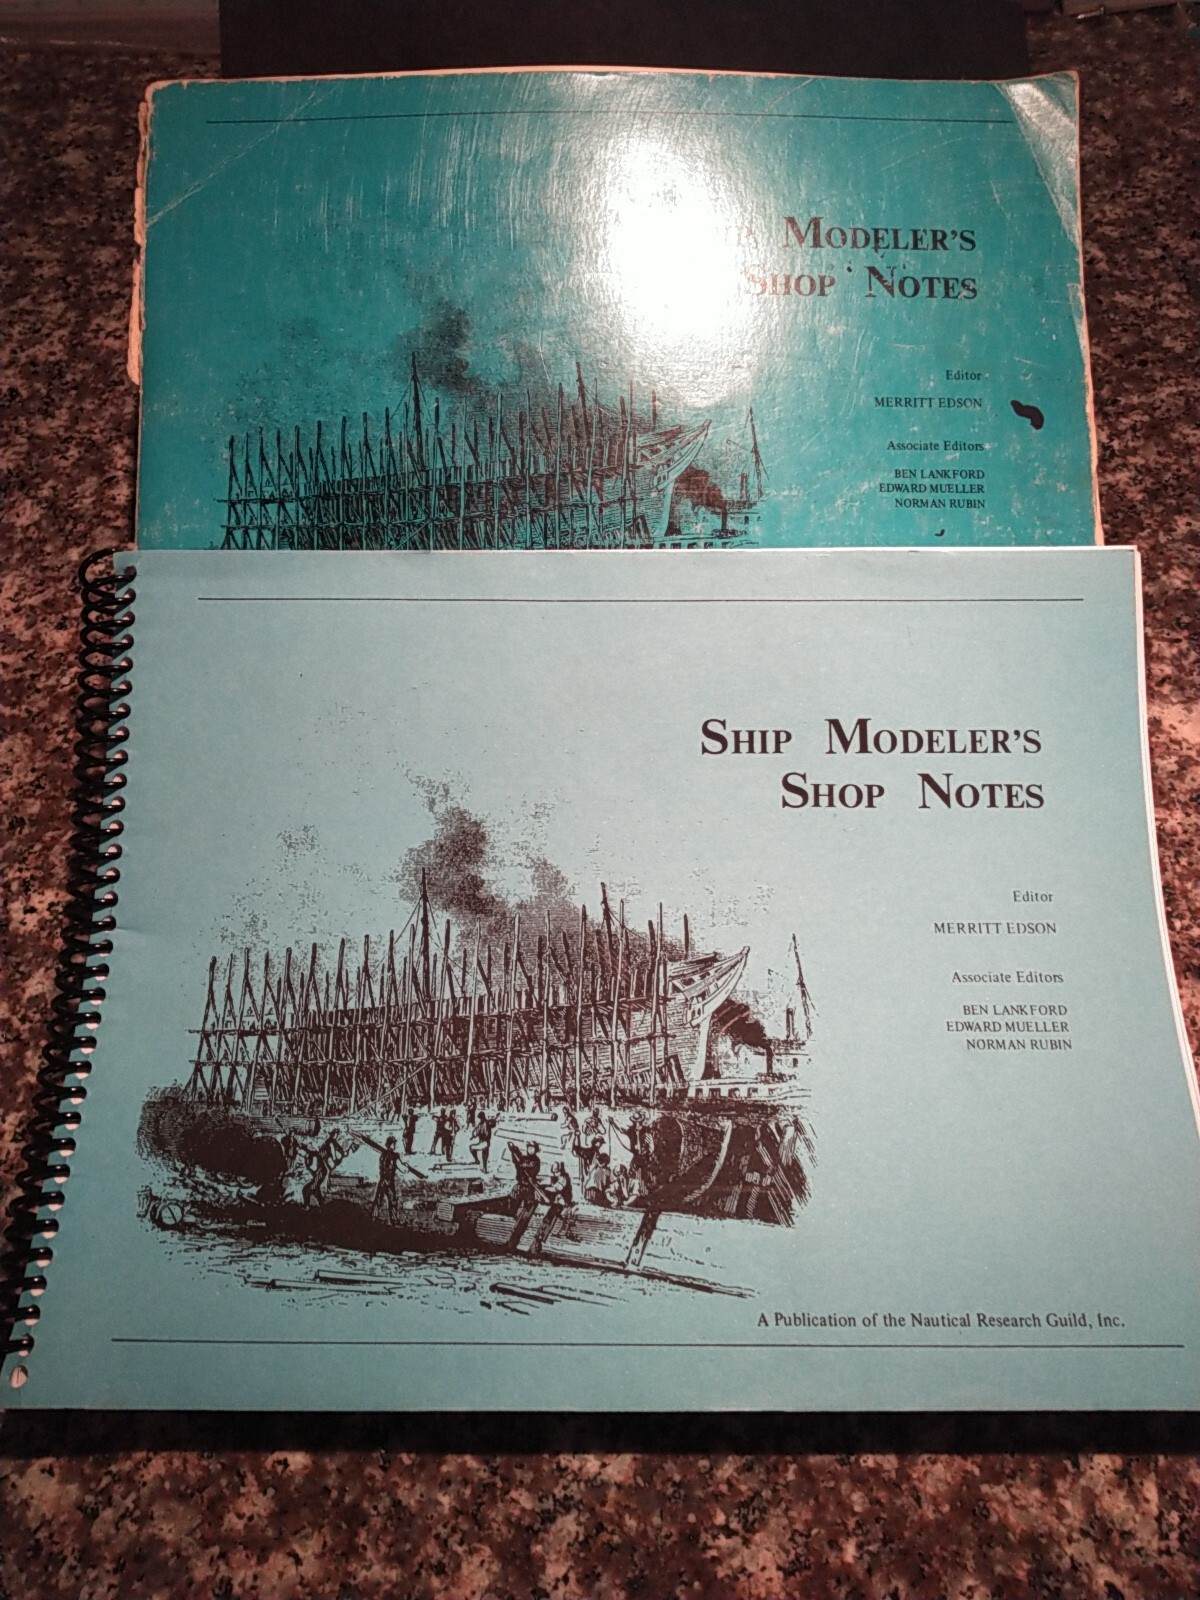 MODELER'S
SHOP NOTES
Editor
MERRITT EDSON
Associate Editors
BEN LANKFORD
EDWARD MUELLER
NORMAN RUBIN
SHIP MODELER'S
SHOP NOTES
Editor
MERRITT EDSON
Associate Editors
BEN LANKFORD
EDWARD MUELLER
NORMAN RUBIN
A Publication of the Nautical Research Guild, Inc.